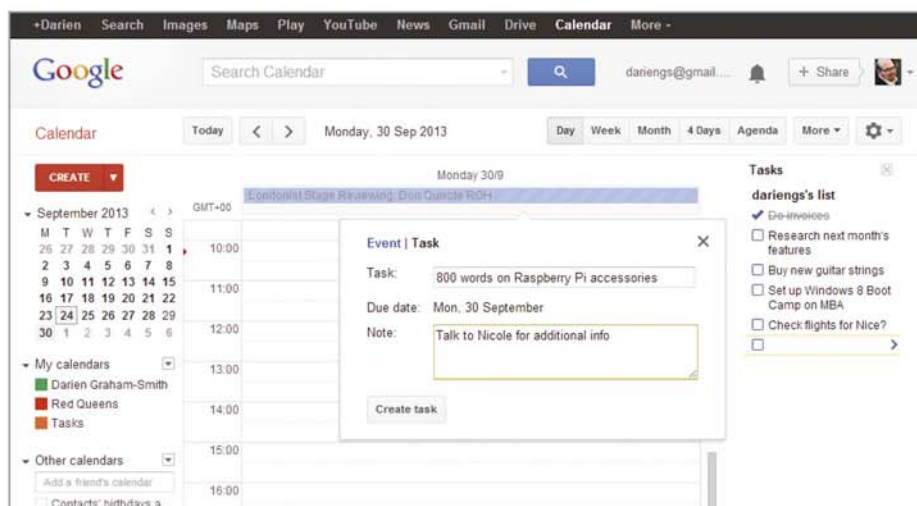 +Darien Search Images Maps Play YouTube News Gmail Drive Calendar More
Google
Search Calendar
dariengs@gmail....
+ Share
Calendar
Today
Monday, 30 Sep 2013
Day Week Month 4 Days Agenda More
CREATE
September 2013
M T W T F S S
26 27 28 29 30 31 1
2 3 4 5 6 7 8
9 10 11 12 13 14 15
16 17 18 19 20 21 22
23 24 25 26 27 28 29
30 1 2 3 4 5 6
My calendars
Darien Graham-Smith
Red Queens
Tasks
Other calendars
Add a friend's calendar
Contacts' birthdays a
Monday 30/9
GMT+00
Londonist Stage Reviewing, Don Quixote ROH
10:00
11:00
12:00
13:00
14:00
15:00
16:00
Event | Task
Task: 800 words on Raspberry Pi accessories
Due date: Mon, 30 September
Note: Talk to Nicole for additional info
Create task
Tasks
dariengs's list
Do invoices
Research next month's
features
Buy new guitar strings
Set up Windows 8 Boot
Camp on MBA
Check flights for Nice?